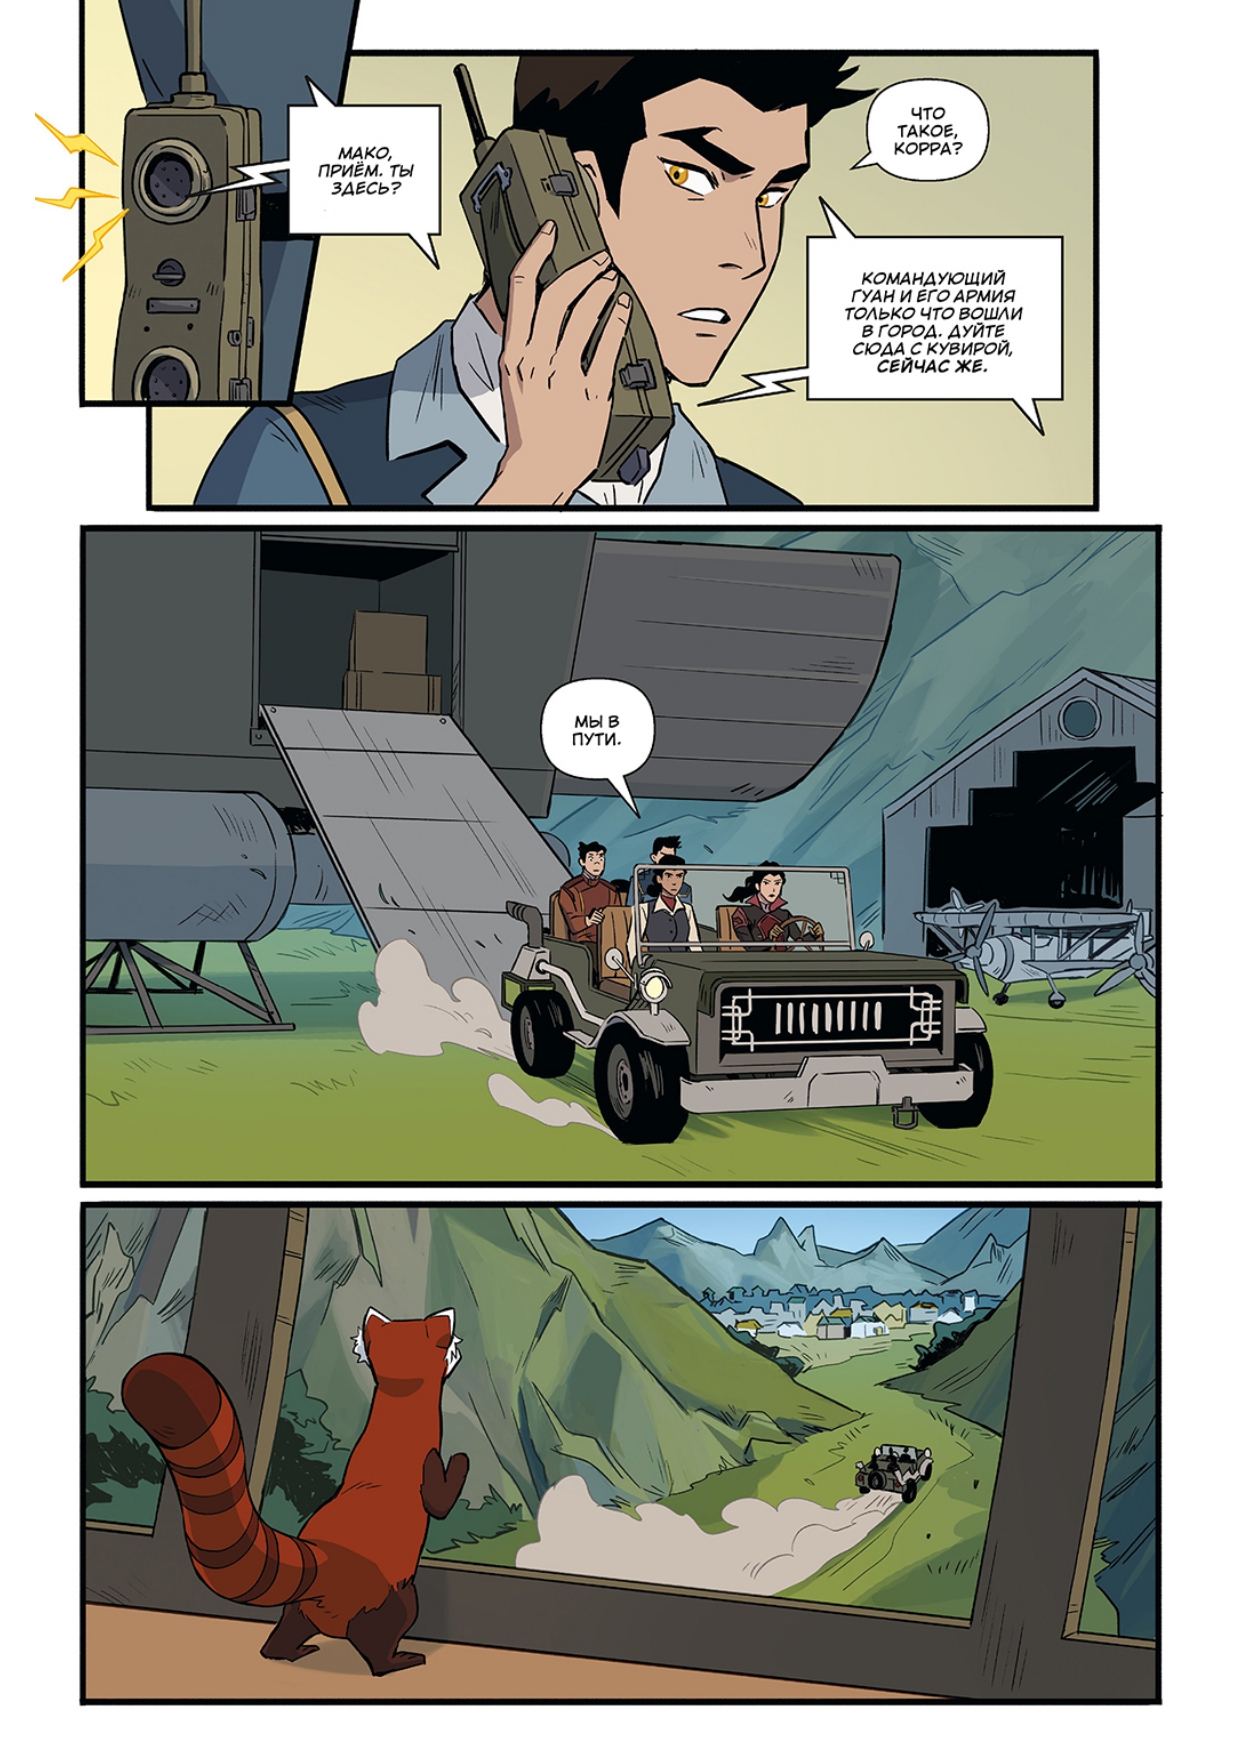 МАКО,
ПРИЁМ. ТЫ
ЗДЕСЬ?
ЧТО
ТАКОЕ,
КОРРА?
КОМАНДУЮЩИЙ
ГУАН И ЕГО АРМИЯ
ТОЛЬКО ЧТО ВОШЛИ
В ГОРОД. ДУЙТЕ
СЮДА С КУВИРОЙ,
СЕЙЧАС ЖЕ.
МЫ В
ПУТИ.